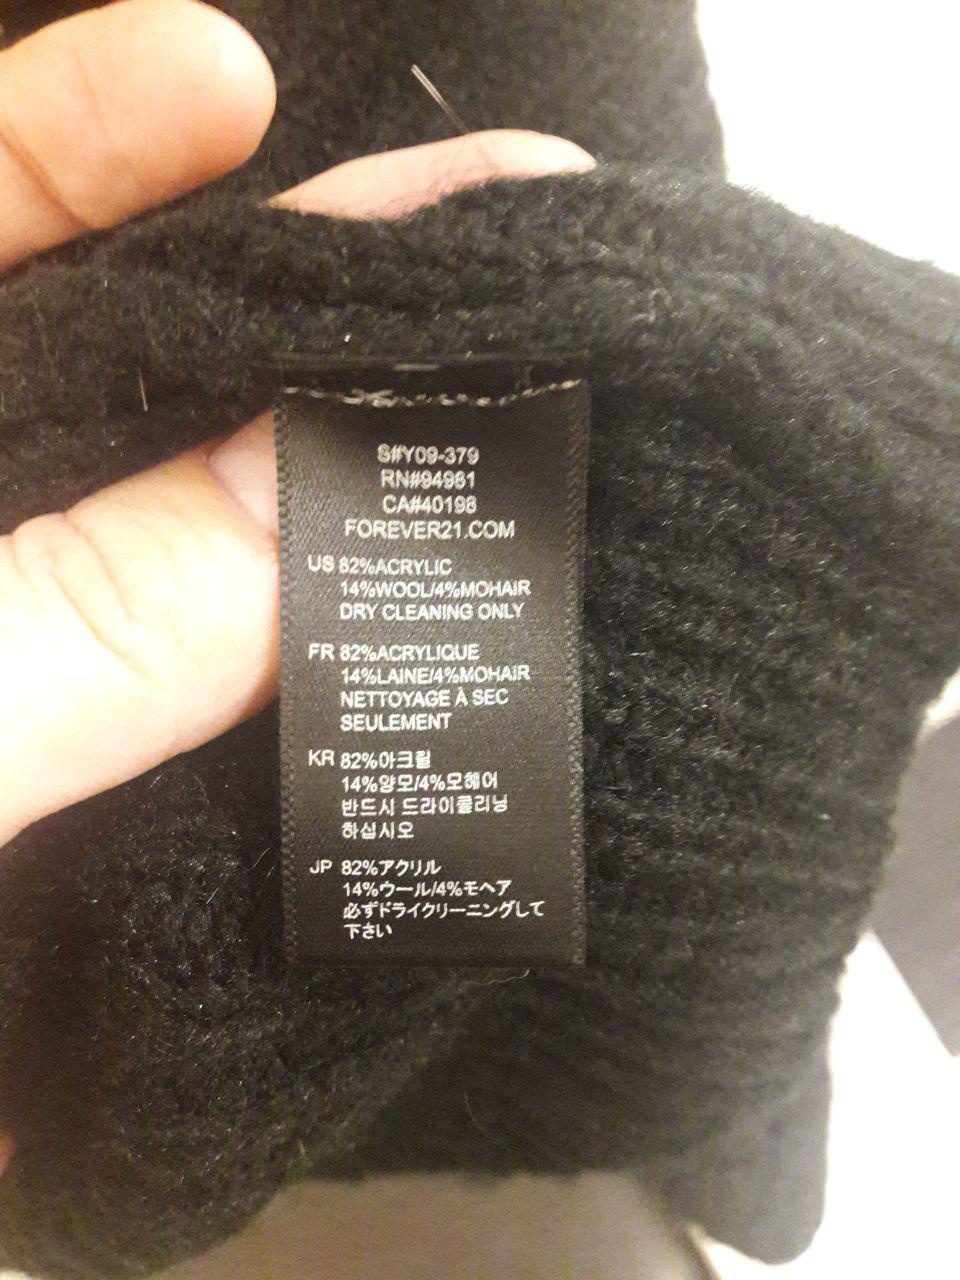 S#Y09-379
RN#94981
CA#40198
FOREVER21.COM
US 82%ACRYLIC
14%WOOL/4%MOHAIR
DRY CLEANING ONLY
FR 82%ACRYLIQUE
14%LAINE/4%MOHAIR
NETTOYAGE À SEC
SEULEMENT
KR 82%아크릴
14%양모/4%모헤어
반드시 드라이클리닝
하십시오
JP 82%アクリル
14%ウール/4%モヘア
必ずドライクリーニングして
下さい